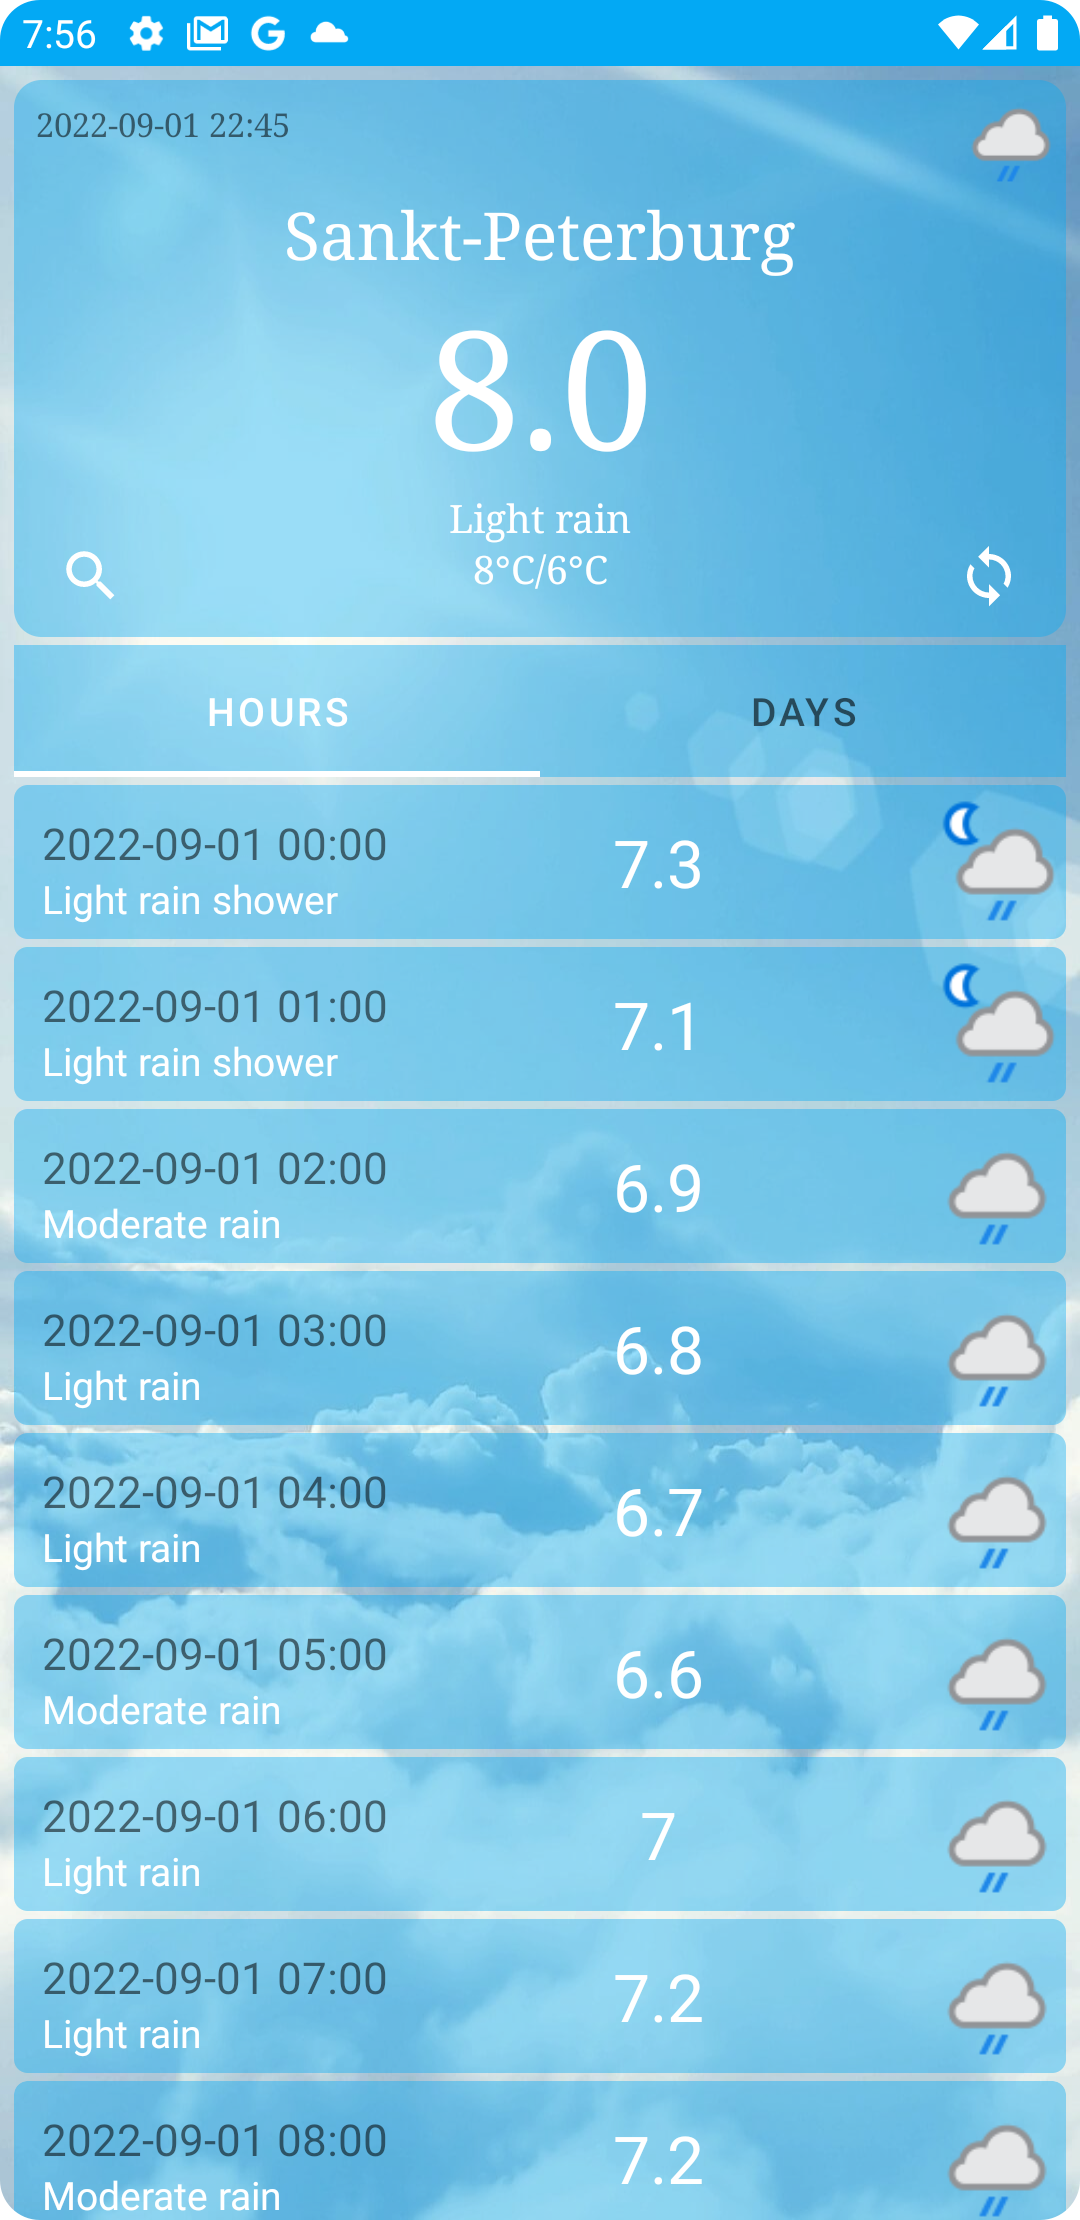 7:56
2022-09-01 22:45
Sankt-Peterburg
8.0
Light rain
8°C/6°C
HOURS
DAYS
2022-09-01 00:00
7.3
Light rain shower
2022-09-01 01:00
7.1
Light rain shower
2022-09-01 02:00
6.9
Moderate rain
2022-09-01 03:00
6.8
Light rain
2022-09-01 04:00
6.7
Light rain
2022-09-01 05:00
6.6
Moderate rain
2022-09-01 06:00
7
Light rain
2022-09-01 07:00
7.2
Light rain
2022-09-01 08:00
7.2
Moderate rain